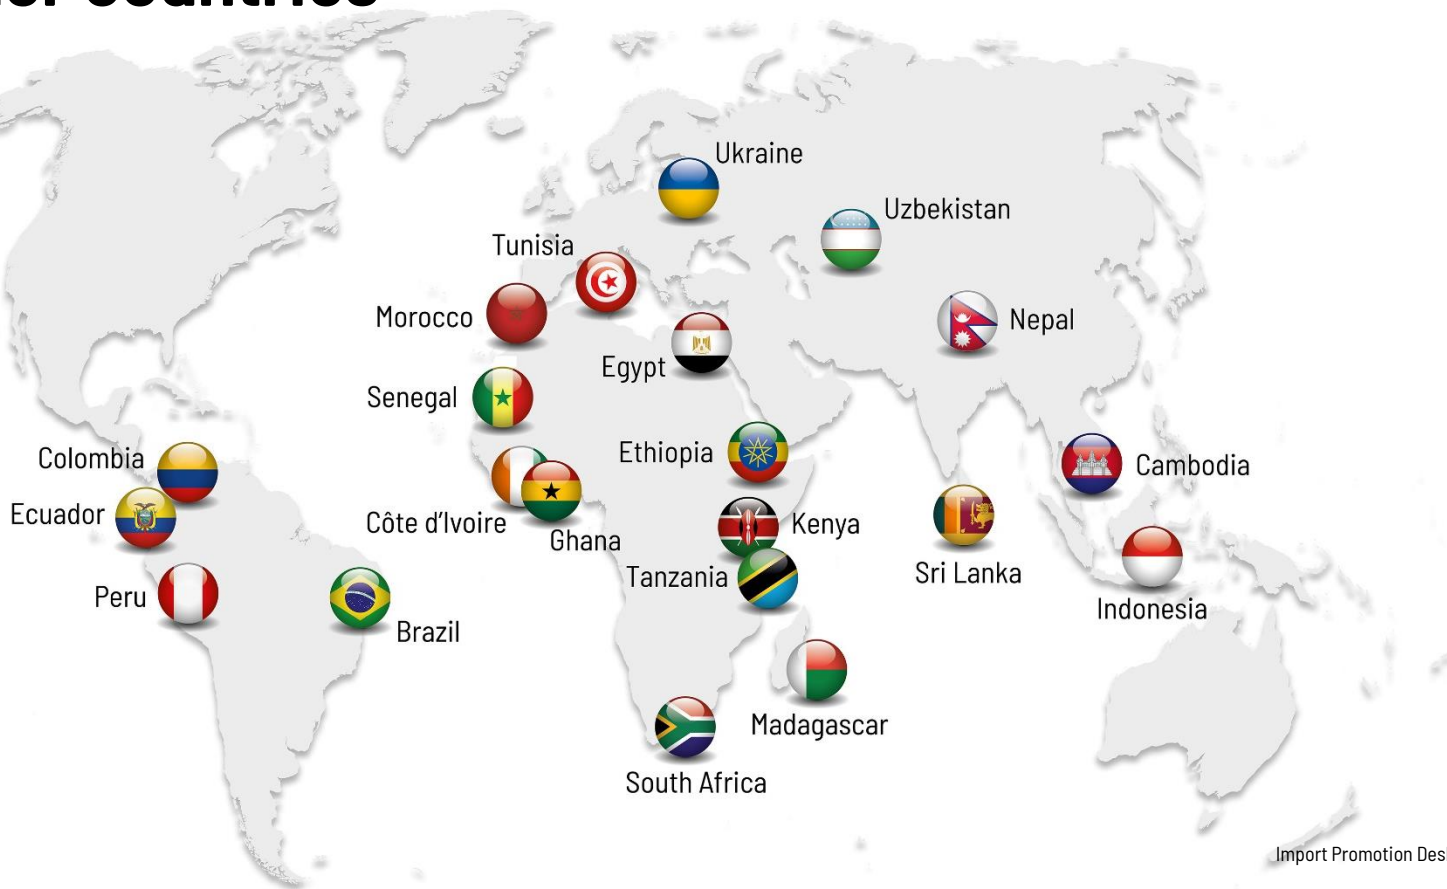 countries
Ukraine
Uzbekistan
Tunisia
Morocco
Nepal
Egypt
Senegal
Ethiopia
Colombia
Cambodia
Ecuador
Côte d'Ivoire
Kenya
Ghana
Tanzania
Sri Lanka
Peru
Indonesia
Brazil
Madagascar
South Africa
Import Promotion Des